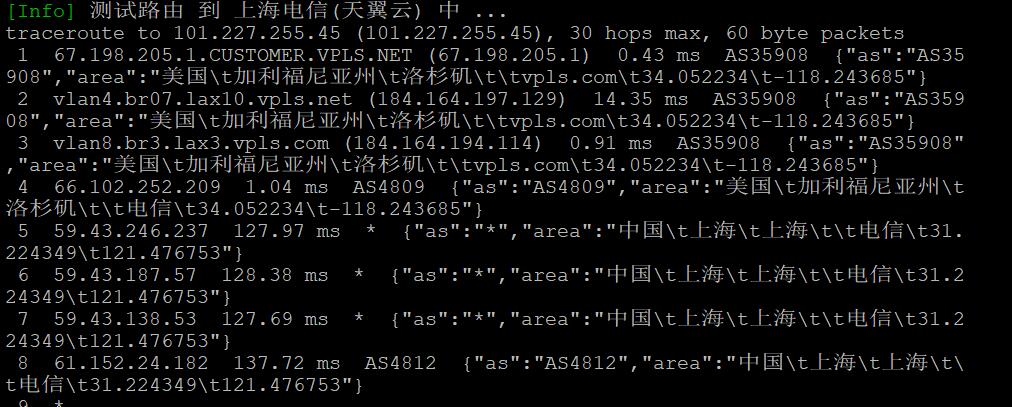 [Info] 测试路由 到 上海电信(天翼云) 中 ...
traceroute to 101.227.255.45 (101.227.255.45), 30 hops max, 60 byte packets
1  67.198.205.1.CUSTOMER.VPLS.NET (67.198.205.1)  0.43 ms  AS35908  {"as":"AS35
908","area":"美国\t加利福尼亚州\t洛杉矶\t\tvpls.com\t34.052234\t-118.243685"}
2  vlan4.br07.lax10.vpls.net (184.164.197.129)  14.35 ms  AS35908  {"as":"AS359
08","area":"美国\t加利福尼亚州\t洛杉矶\t\tvpls.com\t34.052234\t-118.243685"}
3  vlan8.br3.lax3.vpls.com (184.164.194.114)  0.91 ms  AS35908  {"as":"AS35908"
,"area":"美国\t加利福尼亚州\t洛杉矶\t\tvpls.com\t34.052234\t-118.243685"}
4  66.102.252.209  1.04 ms  AS4809  {"as":"AS4809","area":"美国\t加利福尼亚州\t
洛杉矶\t\t电信\t34.052234\t-118.243685"}
5  59.43.246.237  127.97 ms  *  {"as":"*","area":"中国\t上海\t上海\t\t电信\t31.
224349\t121.476753"}
6  59.43.187.57  128.38 ms  *  {"as":"*","area":"中国\t上海\t上海\t\t电信\t31.2
24349\t121.476753"}
7  59.43.138.53  127.69 ms  *  {"as":"*","area":"中国\t上海\t上海\t\t电信\t31.2
24349\t121.476753"}
8  61.152.24.182  137.72 ms  AS4812  {"as":"AS4812","area":"中国\t上海\t上海\t\
t电信\t31.224349\t121.476753"}
9  *